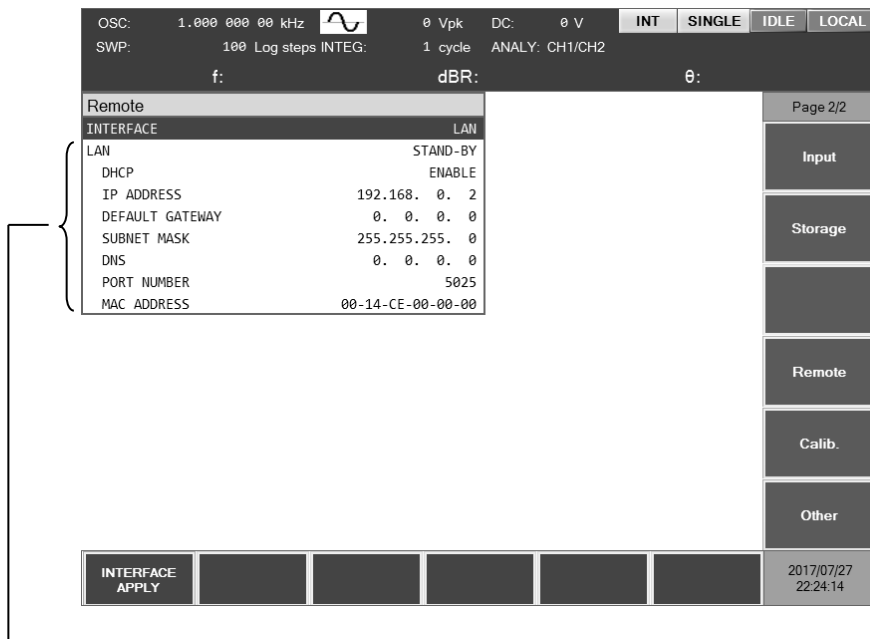 OSC: 1.000 000 00 kHz 0 Vpk DC: 0 V INT SINGLE IDLE LOCAL
SWP: 100 Log steps INTEG: 1 cycle ANALY: CH1/CH2
f: dBR: θ:
Remote
INTERFACE LAN
LAN STAND-BY
DHCP ENABLE
IP ADDRESS 192.168. 0. 2
DEFAULT GATEWAY 0. 0. 0. 0
SUBNET MASK 255.255.255. 0
DNS 0. 0. 0. 0
PORT NUMBER 5025
MAC ADDRESS 00-14-CE-00-00-00
Page 2/2
Input
Storage
Remote
Calib.
Other
INTERFACE
APPLY
2017/07/27
22:24:14